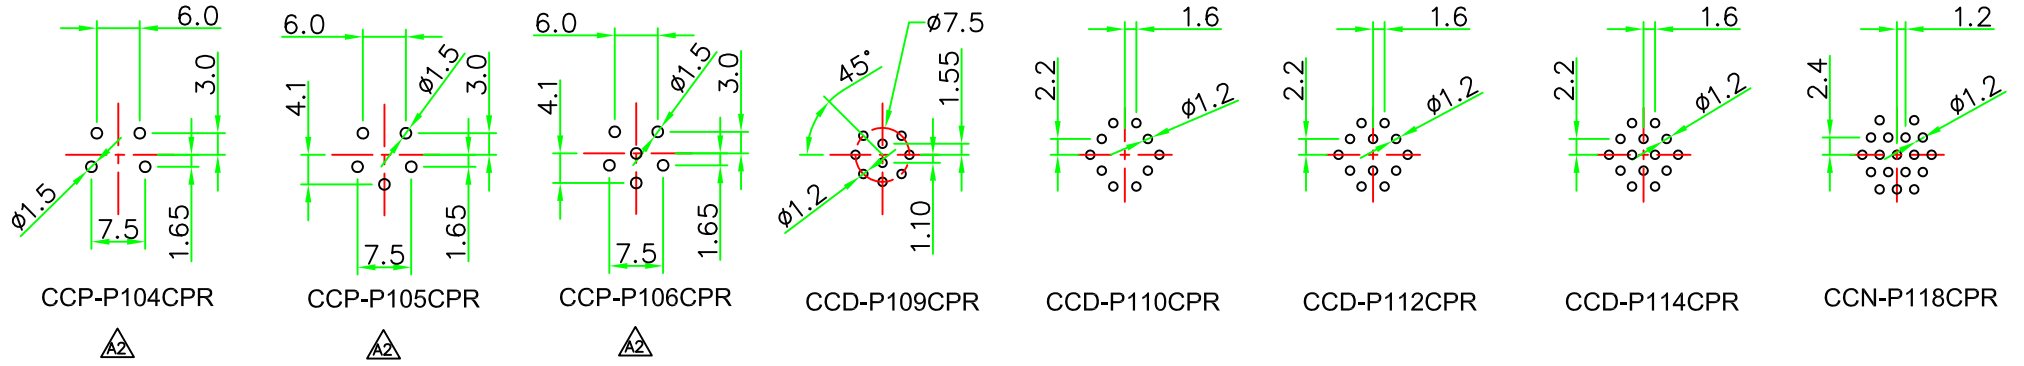 6.0
3.0
ø1.5
7.5
1.65
CCP-P104CPR
A2
6.0
ø1.5
3.0
4.1
7.5
1.65
CCP-P105CPR
A2
6.0
ø1.5
3.0
4.1
7.5
1.65
CCP-P106CPR
A2
ø7.5
45°
1.55
ø1.2
1.10
CCD-P109CPR
1.6
2.2
ø1.2
CCD-P110CPR
1.6
2.2
ø1.2
CCD-P112CPR
1.6
2.2
ø1.2
CCD-P114CPR
1.2
2.4
ø1.2
CCN-P118CPR